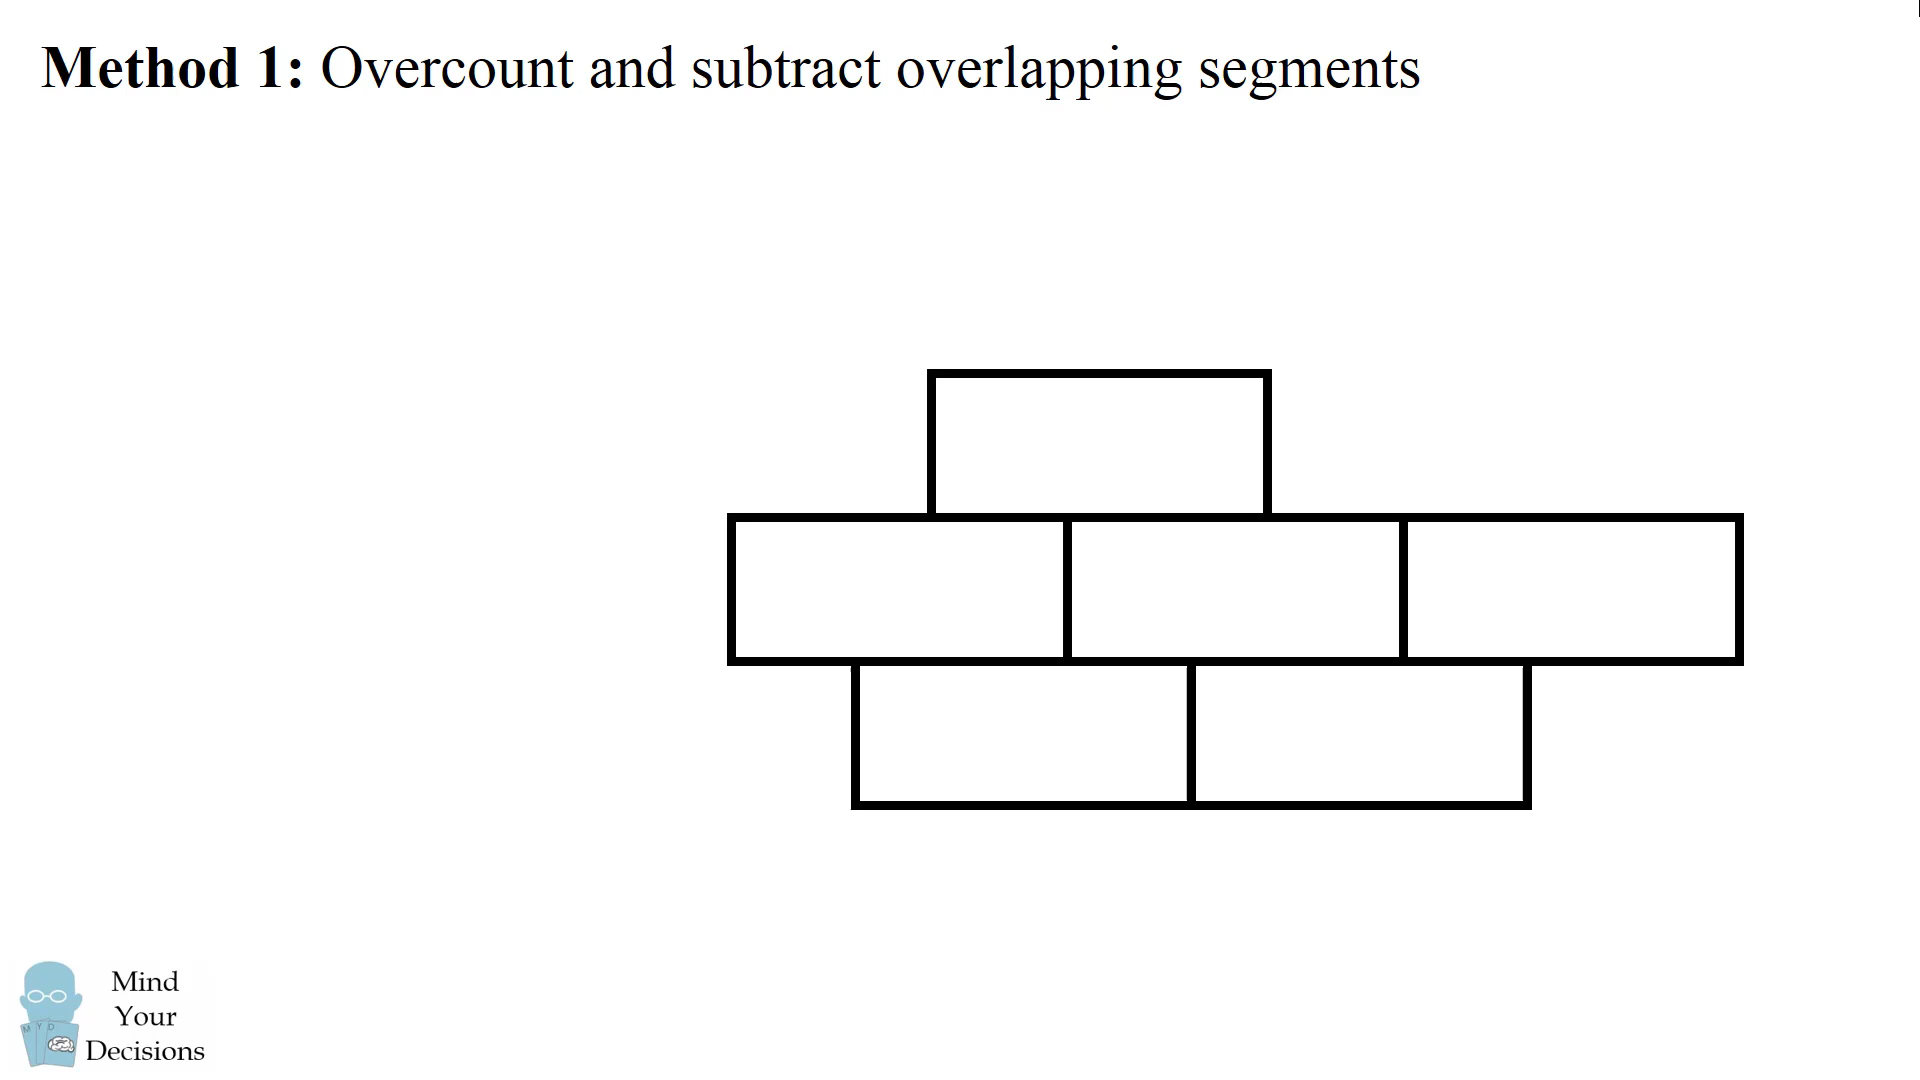 Method 1: Overcount and subtract overlapping segments
M Y D
Mind
Your
Decisions